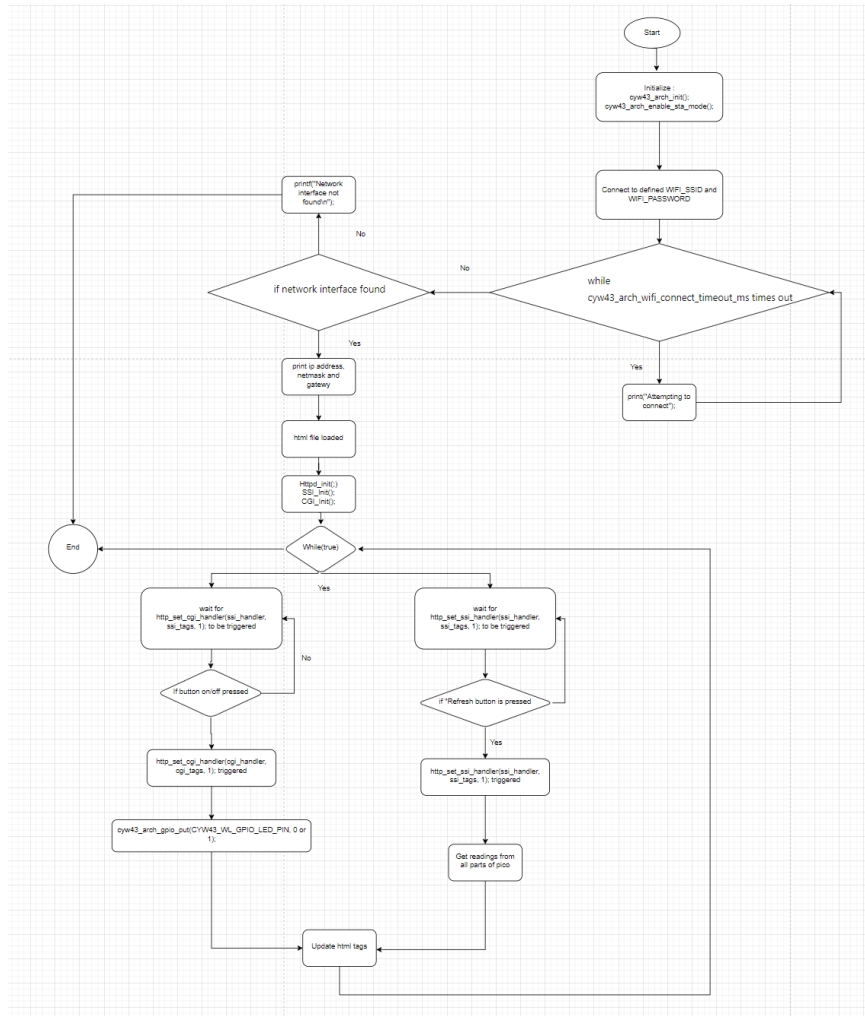 Start
Initialize :
cyw43_arch_init();
cyw43_arch_enable_sta_mode();
Connect to defined WIFI_SSID and
WIFI_PASSWORD
while
cyw43_arch_wifi_connect_timeout_ms times out
No
Yes
print("Attempting to
connect");
if network interface found
No
printf("Network
interface not
found\n");
Yes
print ip address,
netmask and
gatewy
html file loaded
Httpd_init(;)
SSI_Init();
CGI_Init();
While(true)
End
Yes
wait for
http_set_cgi_handler(ssi_handler,
ssi_tags, 1); to be triggered
No
If button on/off pressed
http_set_cgi_handler(cgi_handler,
cgi_tags, 1); triggered
cyw43_arch_gpio_put(CYW43_WL_GPIO_LED_PIN, 0 or
1);
wait for
http_set_ssi_handler(ssi_handler,
ssi_tags, 1); to be triggered
if "Refresh button is pressed
Yes
http_set_ssi_handler(ssi_handler,
ssi_tags, 1); triggered
Get readings from
all parts of pico
Update html tags